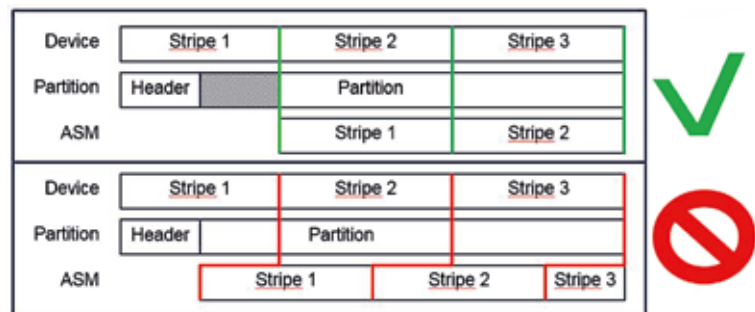 Device Stripe 1 Stripe 2 Stripe 3
Partition Header Partition
ASM Stripe 1 Stripe 2
Device Stripe 1 Stripe 2 Stripe 3
Partition Header Partition
ASM Stripe 1 Stripe 2 Stripe 3